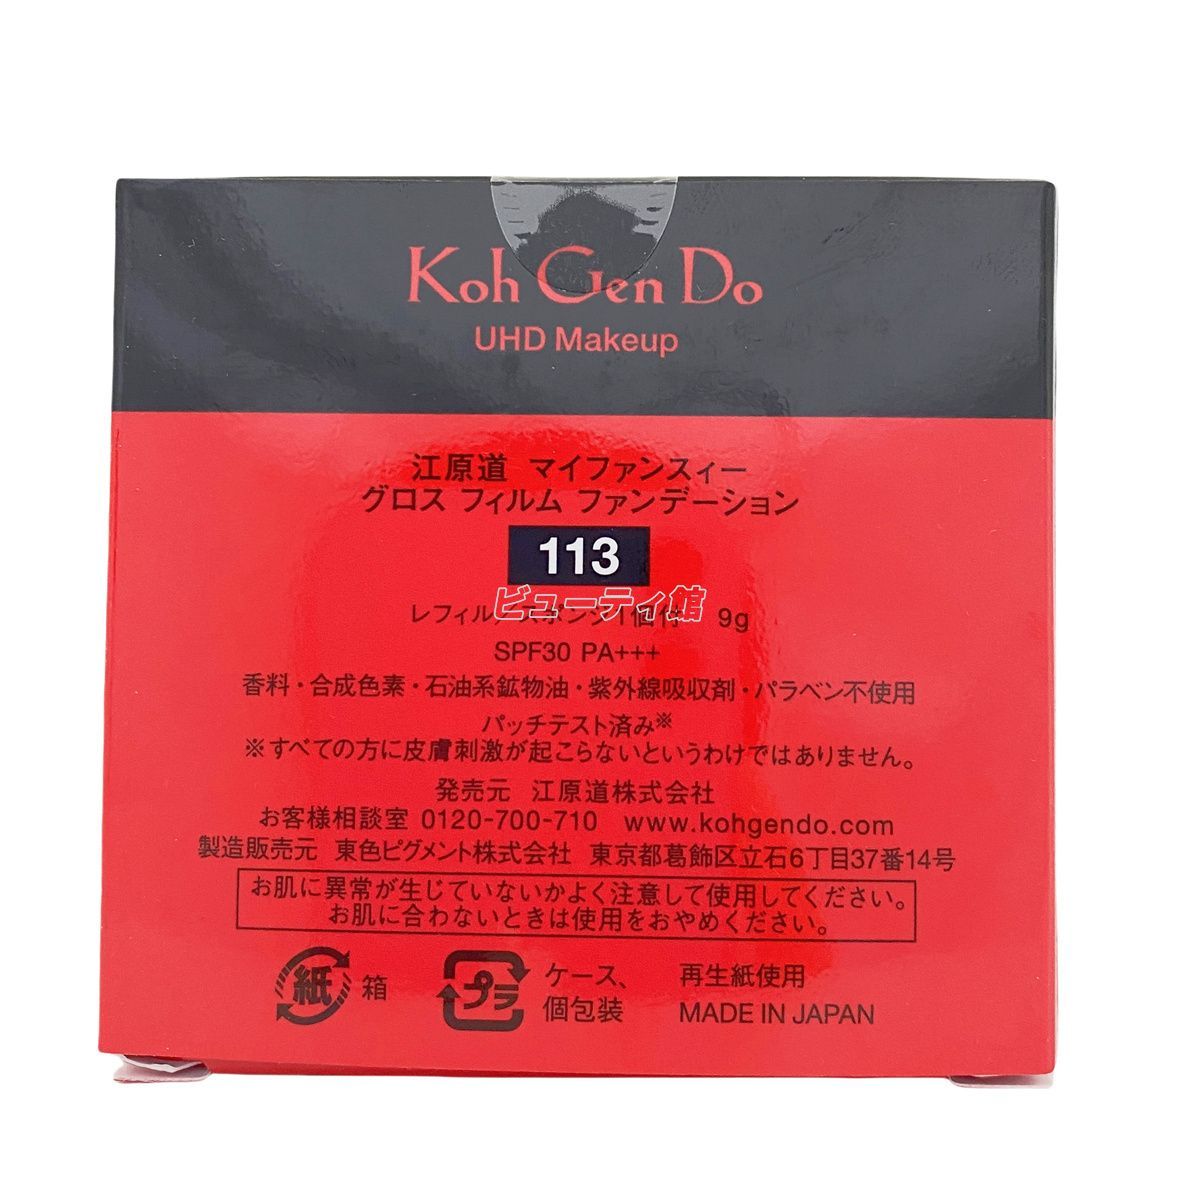 Koh Gen Do
UHD Makeup
江原道 マイファンスィー
グロス フィルム ファンデーション
113
ビューティ館
レフィル/スポンジ1個付 9g
SPF30 PA+++
香料・合成色素・石油系鉱物油・紫外線吸収剤・パラベン不使用
パッチテスト済み※
※すべての方に皮膚刺激が起こらないというわけではありません。
発売元 江原道株式会社
お客様相談室 0120-700-710 www.kohgendo.com
製造販売元 東色ピグメント株式会社 東京都葛飾区立石6丁目37番14号
お肌に異常が生じていないかよく注意して使用してください。
お肌に合わないときは使用をおやめください。
紙 箱
プラ ケース、
個包装
再生紙使用
MADE IN JAPAN